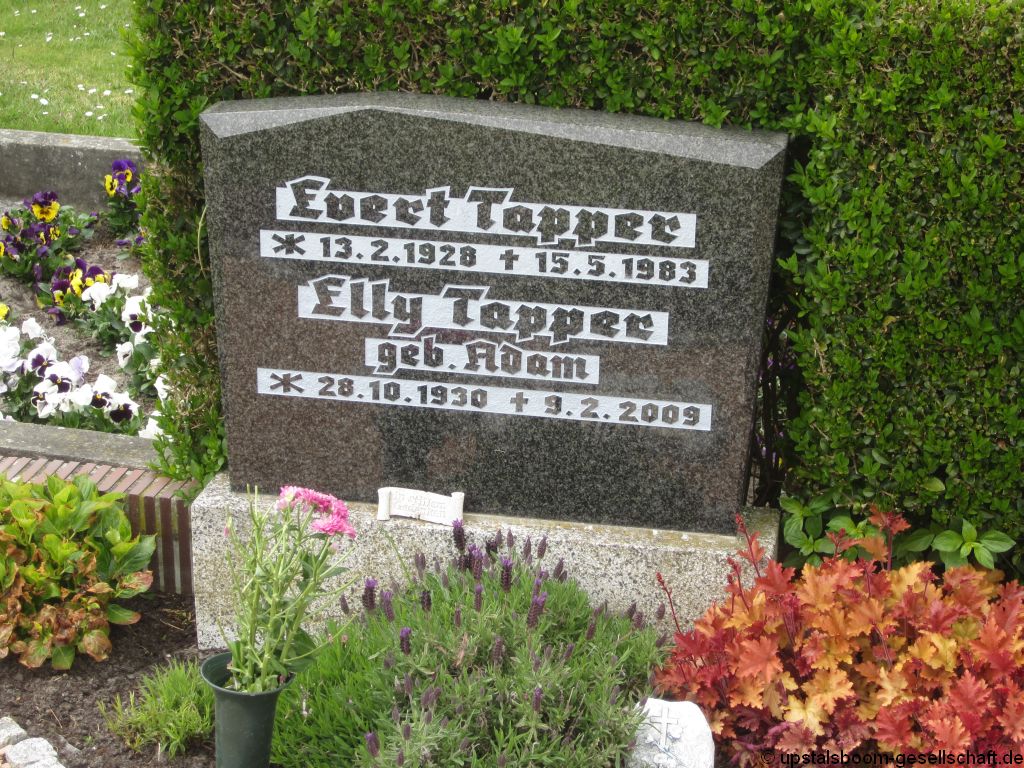 Evert Tapper
* 13.2.1928 † 15.5.1983
Elly Tapper
geb. Adam
* 28.10.1930 † 9.2.2009
© upstalsboom-gesellschaft.de